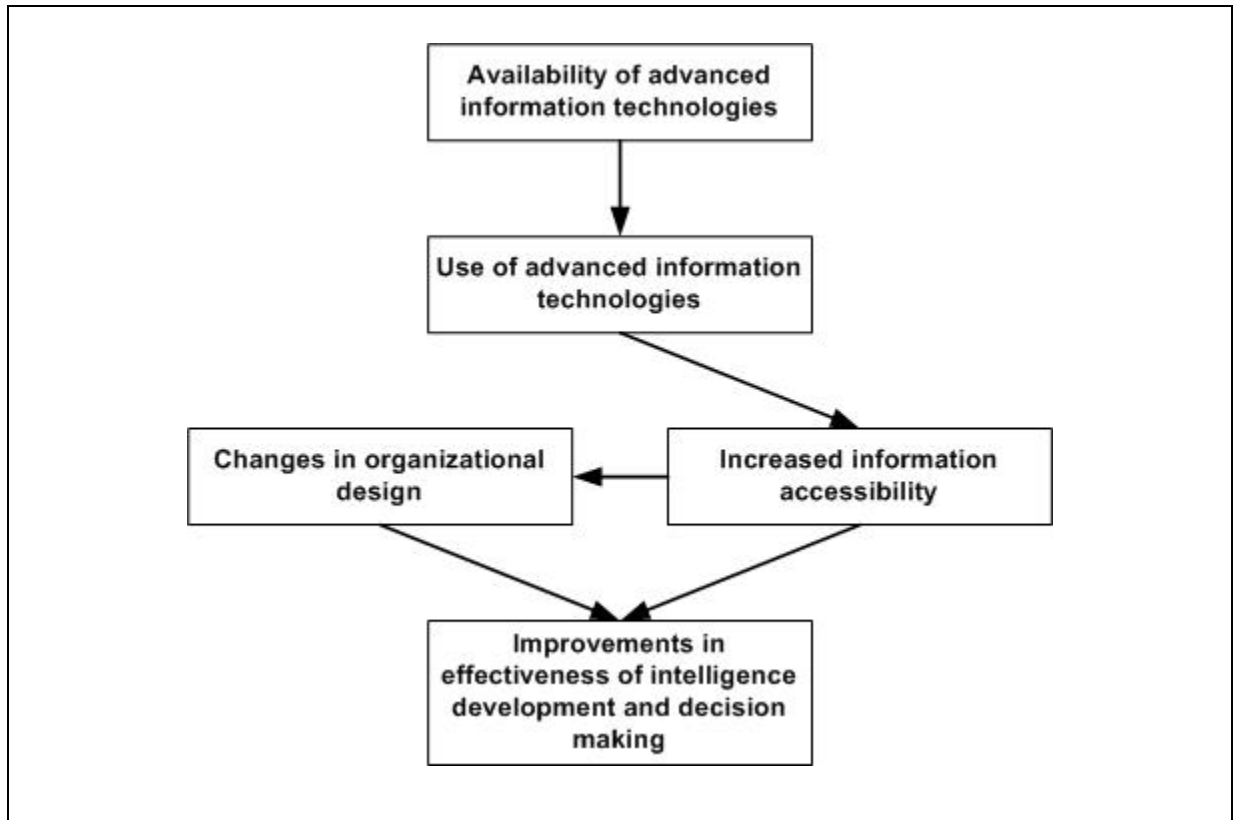 Availability of advanced
information technologies
Use of advanced information
technologies
Changes in organizational
design
Increased information
accessibility
Improvements in
effectiveness of intelligence
development and decision
making